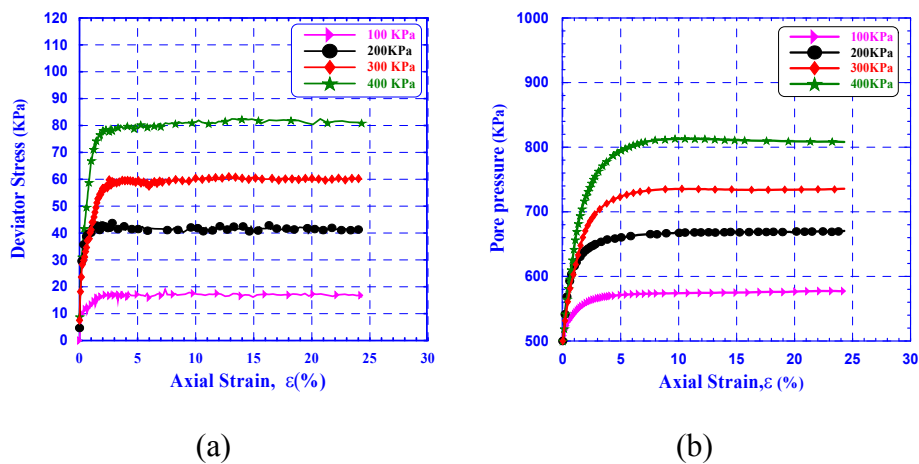 120
110
100
90
80
70
60
50
40
30
20
10
0
0 5 10 15 20 25 30
Deviator Stress (KPa)
Axial Strain, ε(%)
100 KPa
200KPa
300 KPa
400 KPa
(a)
1000
900
800
700
600
500
0 5 10 15 20 25 30
Pore pressure (KPa)
Axial Strain,ε (%)
100KPa
200KPa
300KPa
400KPa
(b)